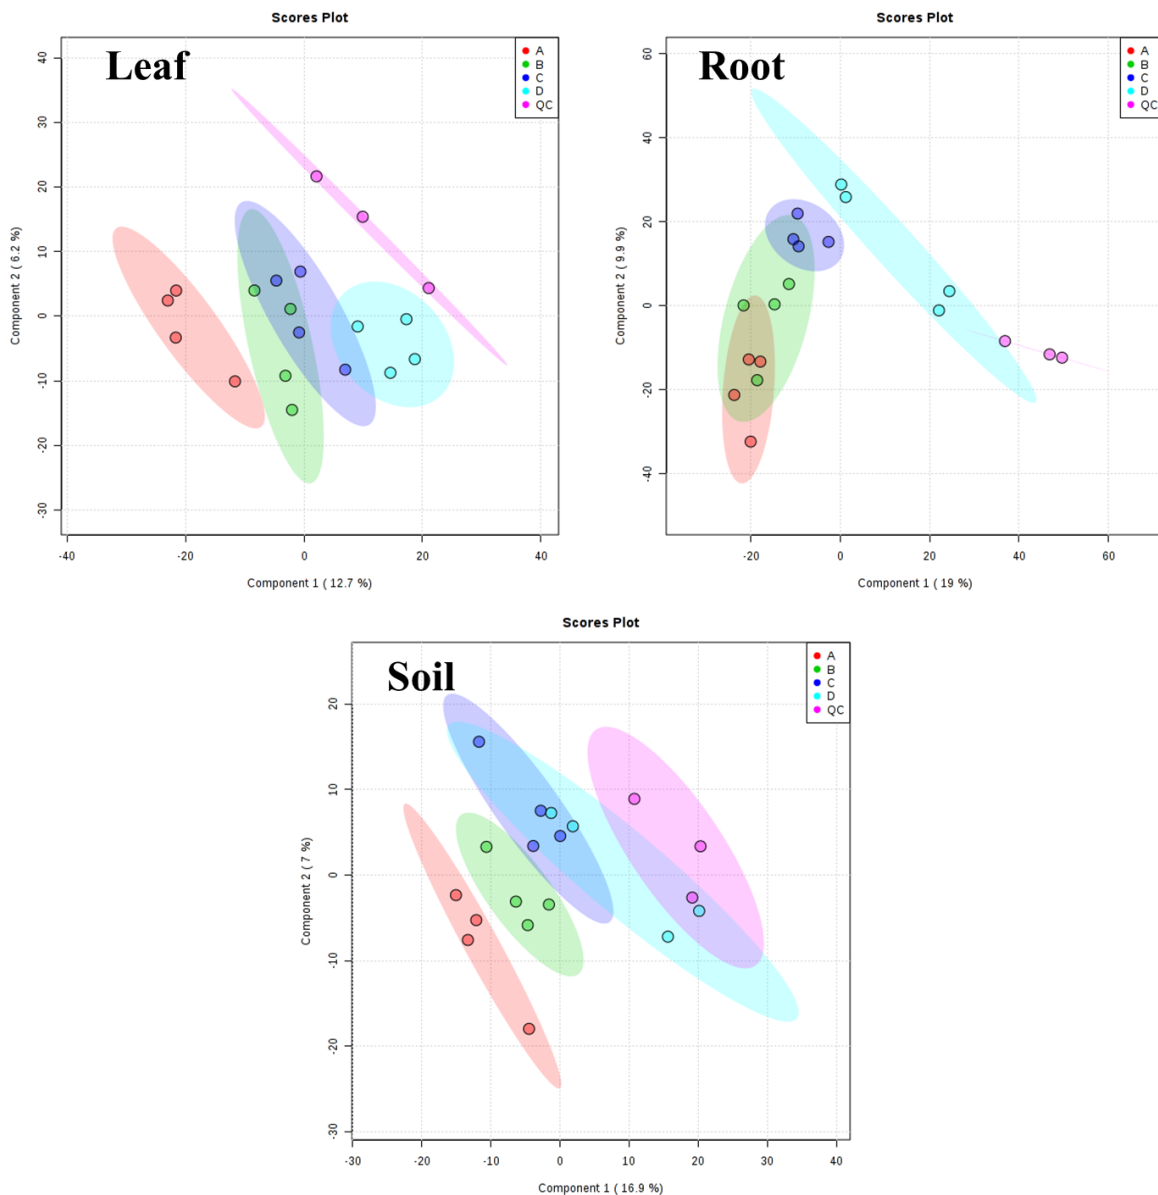 Scores Plot
Leaf
A
B
C
D
QC
40
30
20
10
0
-10
-20
-30
Component 2 ( 6.2 %)
-40
-20
0
20
40
Component 1 ( 12.7 %)
Scores Plot
Root
A
B
C
D
QC
60
40
20
0
-20
-40
Component 2 ( 9.9 %)
-20
0
20
40
60
Component 1 ( 19 %)
Scores Plot
Soil
A
B
C
D
QC
20
10
0
-10
-20
-30
Component 2 ( 7 %)
-30
-20
-10
0
10
20
30
40
Component 1 ( 16.9 %)